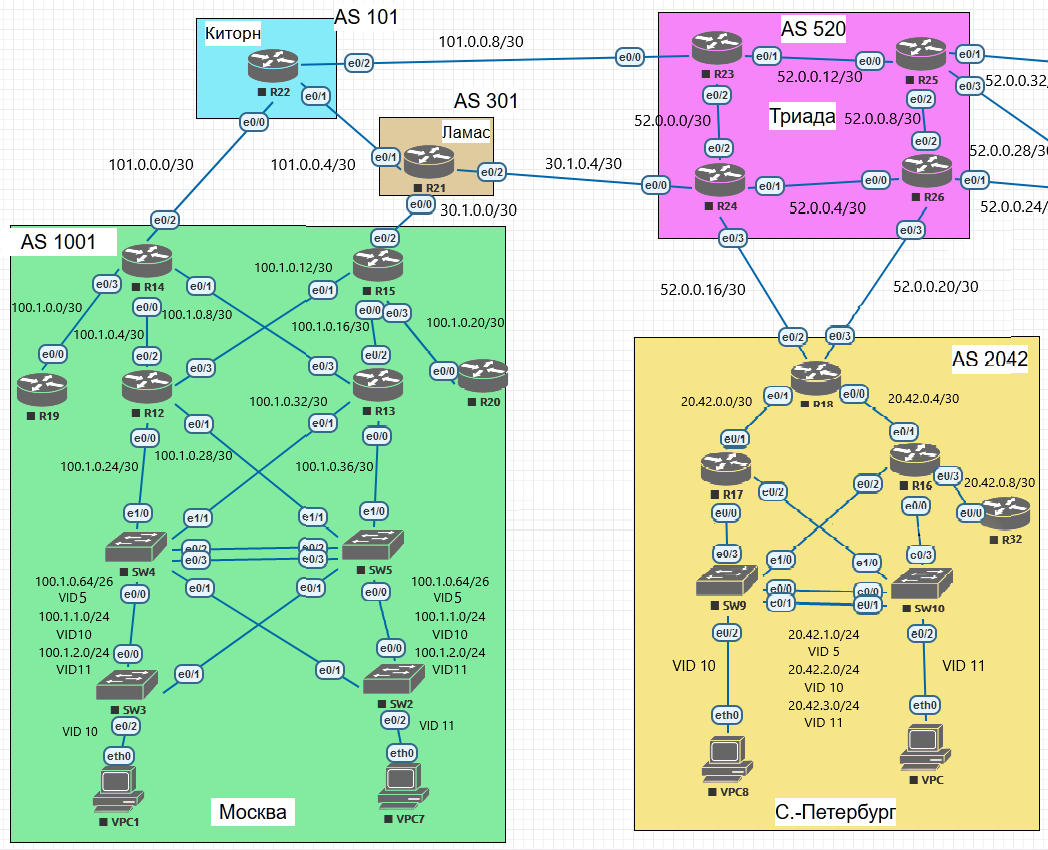 AS 101
Киторн
e0/2
R22
e0/1
e0/0
101.0.0.8/30
101.0.0.0/30
101.0.0.4/30
AS 301
Ламас
e0/1
R21
e0/2
e0/0
30.1.0.4/30
30.1.0.0/30
AS 520
e0/0
R23
e0/1
e0/0
R25
e0/1
52.0.0.12/30
e0/3
52.0.0.32/
e0/2
e0/2
Триада
52.0.0.0/30
52.0.0.8/30
e0/2
e0/2
52.0.0.28/30
e0/0
R24
e0/1
e0/0
R26
e0/1
52.0.0.4/30
52.0.0.24/
e0/3
e0/3
52.0.0.16/30
52.0.0.20/30
AS 1001
e0/2
e0/2
R14
R15
e0/3
e0/1
e0/0
100.1.0.12/30
e0/1
e0/0
e0/3
100.1.0.0/30
100.1.0.4/30
100.1.0.8/30
100.1.0.16/30
100.1.0.20/30
e0/0
e0/2
e0/3
e0/3
e0/2
e0/0
R19
R12
R13
R20
100.1.0.32/30
e0/0
e0/1
e0/1
e0/0
100.1.0.24/30
100.1.0.28/30
100.1.0.36/30
e1/0
e1/1
e1/1
e1/0
e0/2
e0/2
e0/3
e0/3
SW4
SW5
100.1.0.64/26
VID5
100.1.1.0/24
VID10
100.1.2.0/24
VID11
e0/0
e0/1
e0/1
e0/0
100.1.0.64/26
VID5
100.1.1.0/24
VID10
100.1.2.0/24
VID11
e0/0
e0/1
e0/1
e0/0
SW3
SW2
VID 10
e0/2
e0/2
VID 11
eth0
eth0
VPC1
VPC7
Москва
AS 2042
e0/2
e0/3
R18
e0/1
e0/0
20.42.0.0/30
20.42.0.4/30
e0/1
e0/1
R17
R16
e0/2
e0/2
e0/3
20.42.0.8/30
e0/0
e0/0
e0/0
R32
e0/3
e1/0
e1/0
e0/3
e0/0
e0/0
e0/1
e0/1
SW9
SW10
e0/2
e0/2
20.42.1.0/24
VID 5
20.42.2.0/24
VID 10
20.42.3.0/24
VID 11
VID 10
VID 11
eth0
eth0
VPC8
VPC
С.-Петербург